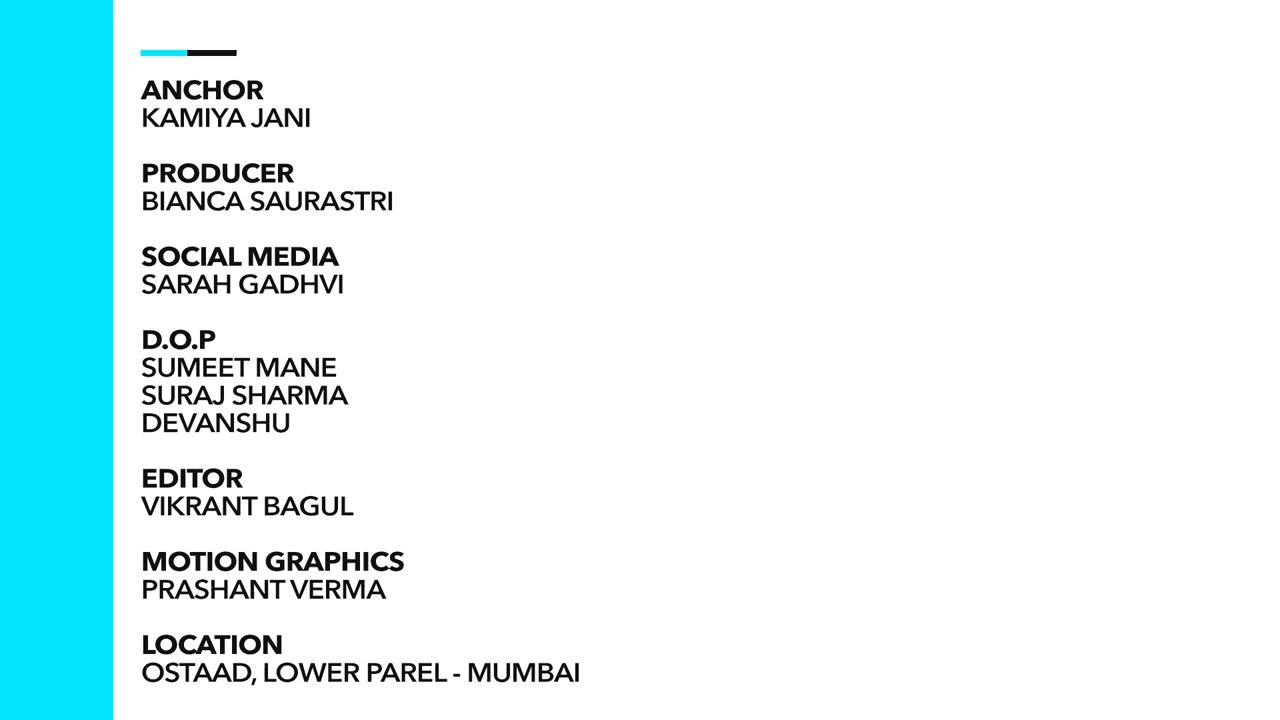 ANCHOR
KAMIYA JANI
PRODUCER
BIANCA SAURASTRI
SOCIAL MEDIA
SARAH GADHVI
D.O.P
SUMEET MANE
SURAJ SHARMA
DEVANSHU
EDITOR
VIKRANT BAGUL
MOTION GRAPHICS
PRASHANT VERMA
LOCATION
OSTAAD, LOWER PAREL - MUMBAI